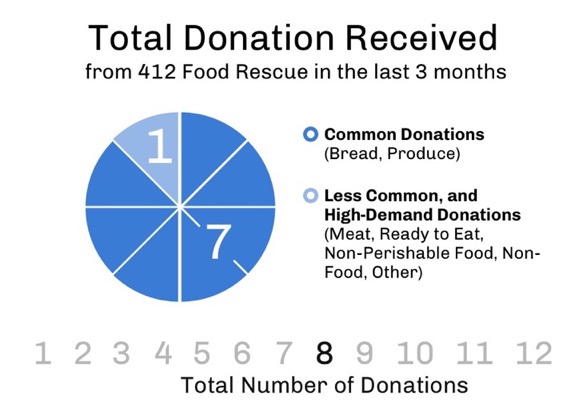 Total Donation Received
from 412 Food Rescue in the last 3 months
1
7
Common Donations
(Bread, Produce)
Less Common, and
High-Demand Donations
(Meat, Ready to Eat,
Non-Perishable Food, Non-
Food, Other)
1 2 3 4 5 6 7 8 9 10 11 12
Total Number of Donations